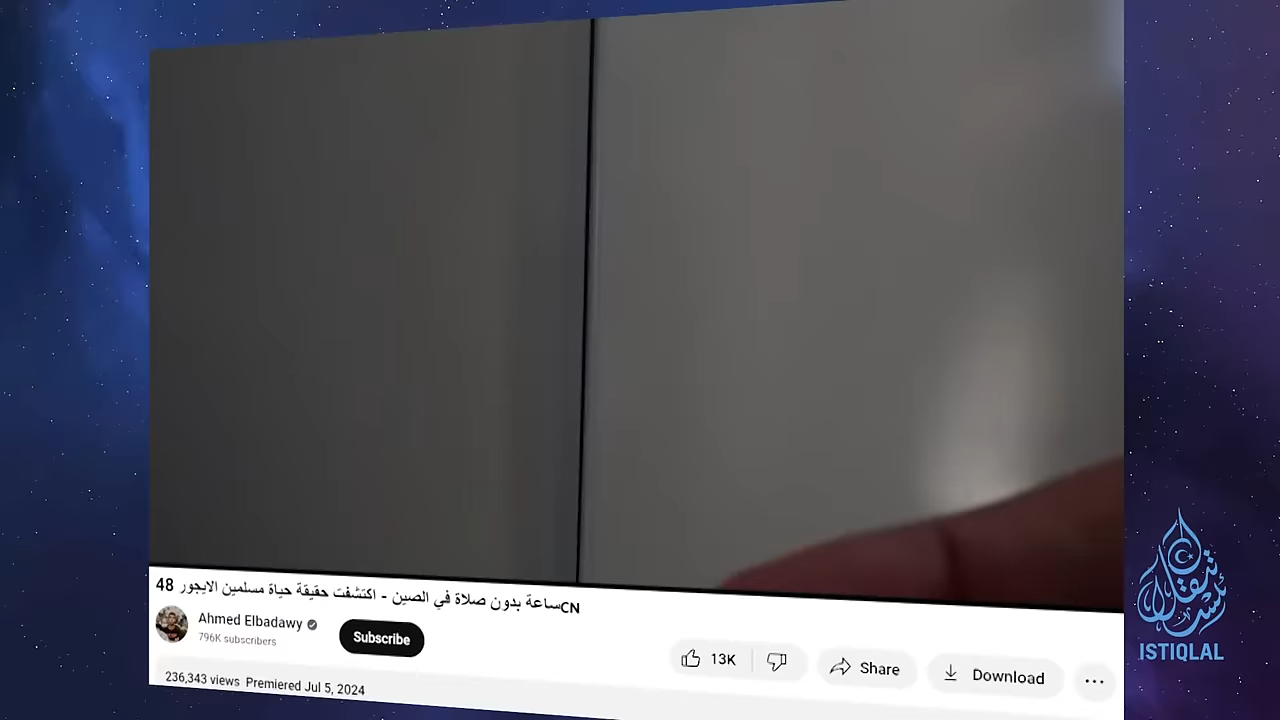 48 ساعة بدون صلاة في الصين - اكتشفت حقيقة حياة مسلمين الايجور CN
Ahmed Elbadawy
796K subscribers
Subscribe
13K
Share
Download
236,343 views Premiered Jul 5, 2024
ئىستىقلال
ISTIQLAL